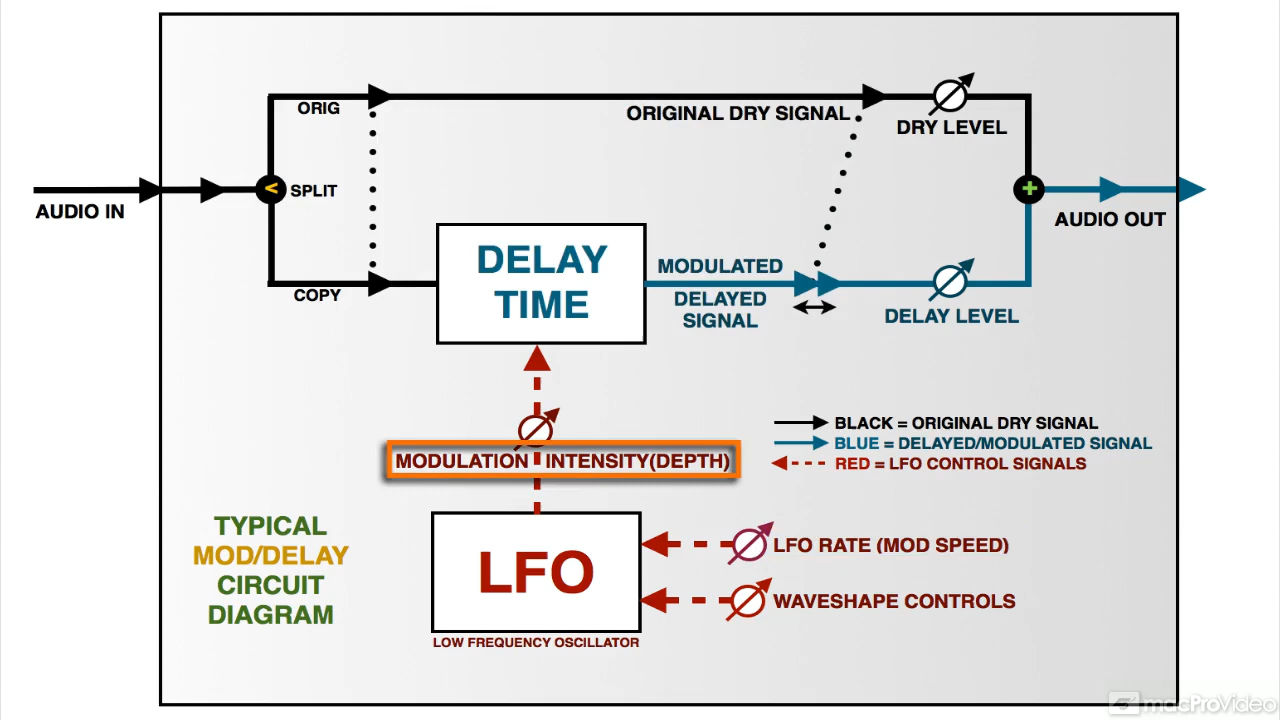 ORIG
ORIGINAL DRY SIGNAL
DRY LEVEL
< SPLIT
+
AUDIO IN
AUDIO OUT
COPY
DELAY
TIME
MODULATED
DELAYED
SIGNAL
DELAY LEVEL
BLACK = ORIGINAL DRY SIGNAL
BLUE = DELAYED/MODULATED SIGNAL
RED = LFO CONTROL SIGNALS
MODULATION INTENSITY(DEPTH)
TYPICAL
MOD/DELAY
CIRCUIT
DIAGRAM
LFO
LOW FREQUENCY OSCILLATOR
LFO RATE (MOD SPEED)
WAVESHAPE CONTROLS
macProVideo